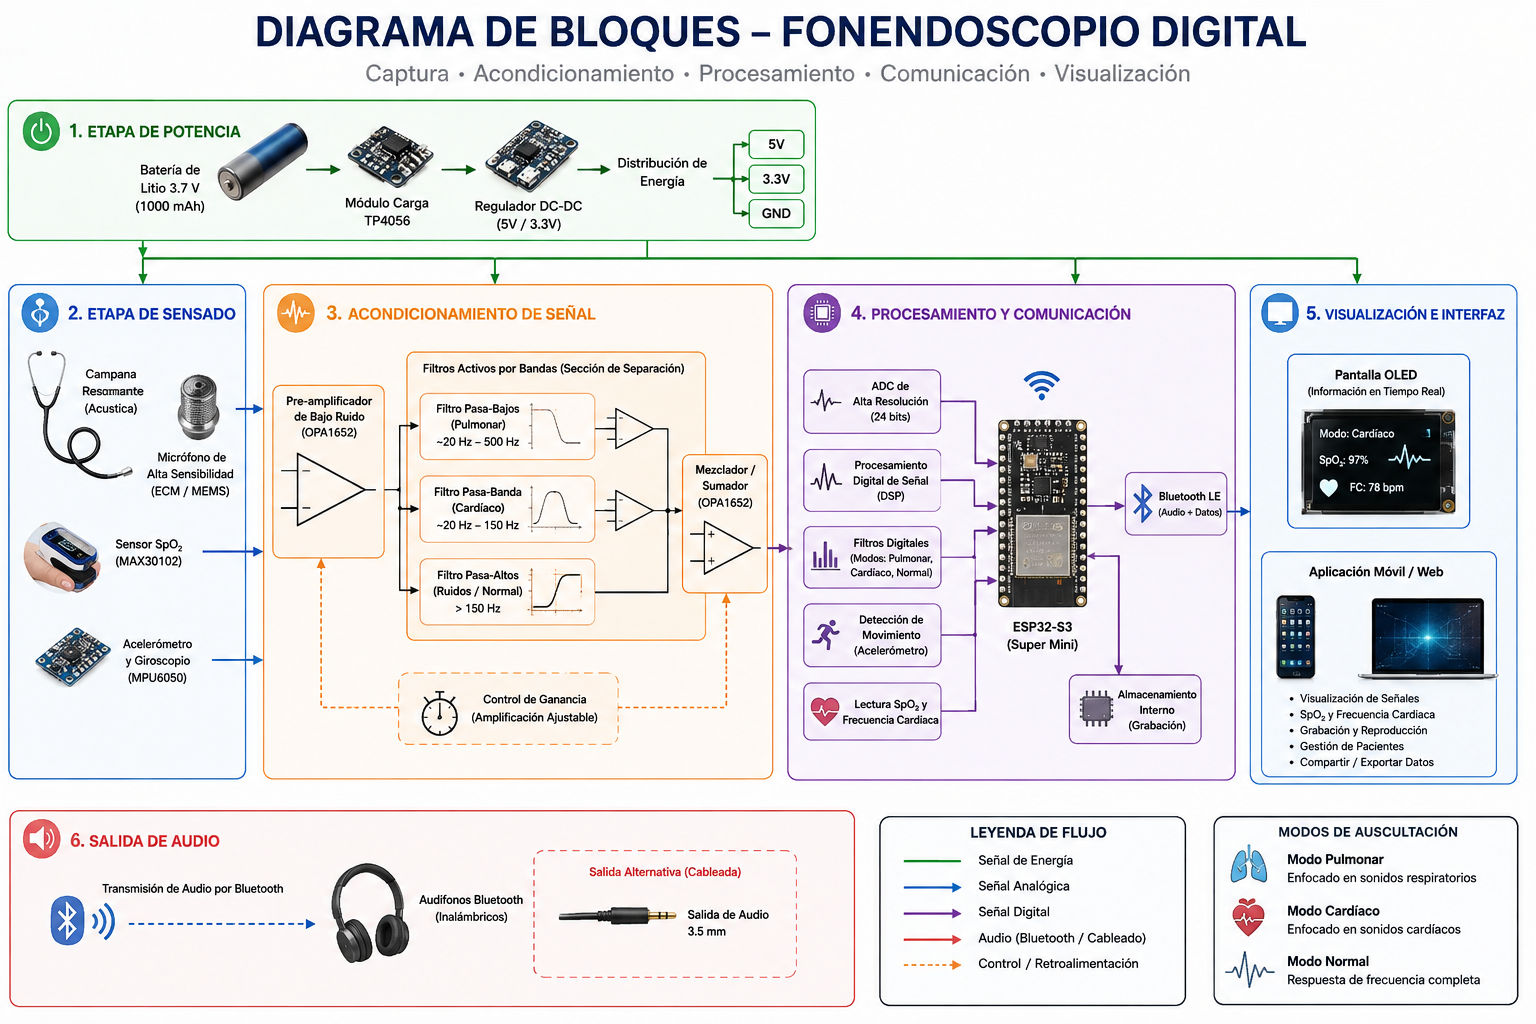 DIAGRAMA DE BLOQUES – FONENDOSCOPIO DIGITAL
Captura • Acondicionamiento • Procesamiento • Comunicación • Visualización
1. ETAPA DE POTENCIA
Batería de
Litio 3.7 V
(1000 mAh)
Módulo Carga
TP4056
Regulador DC-DC
(5V / 3.3V)
Distribución de
Energía
5V
3.3V
GND
2. ETAPA DE SENSADO
Campana
Resomante
(Acustica)
Micrófono de
Alta Sensibilidad
(ECM / MEMS)
Sensor SpO₂
(MAX30102)
Acelerómetro
y Giroscopio
(MPU6050)
3. ACONDICIONAMIENTO DE SEÑAL
Pre-amplificador
de Bajo Ruido
(OPA1652)
Filtros Activos por Bandas (Sección de Separación)
Filtro Pasa-Bajos
(Pulmonar)
~20 Hz – 500 Hz
Filtro Pasa-Banda
(Cardíaco)
~20 Hz – 150 Hz
Filtro Pasa-Altos
(Ruidos / Normal)
> 150 Hz
Mezclador /
Sumador
(OPA1652)
Control de Ganancia
(Amplificación Ajustable)
4. PROCESAMIENTO Y COMUNICACIÓN
ADC de
Alta Resolución
(24 bits)
Procesamiento
Digital de Señal
(DSP)
Filtros Digitales
(Modos: Pulmonar,
Cardíaco, Normal)
Detección de
Movimiento
(Acelerómetro)
Lectura SpO₂ y
Frecuencia Cardíaca
ESP32-S3
(Super Mini)
Bluetooth LE
(Audio + Datos)
Almacenamiento
Interno
(Grabación)
5. VISUALIZACIÓN E INTERFAZ
Pantalla OLED
(Información en Tiempo Real)
Modo: Cardíaco
SpO₂: 97%
FC: 78 bpm
Aplicación Móvil / Web
• Visualización de Señales
• SpO₂ y Frecuencia Cardiaca
• Grabación y Reproducción
• Gestión de Pacientes
• Compartir / Exportar Datos
6. SALIDA DE AUDIO
Transmisión de Audio por Bluetooth
Audífonos Bluetooth
(Inalámbricos)
Salida Alternativa (Cableada)
Salida de Audio
3.5 mm
LEYENDA DE FLUJO
Señal de Energía
Señal Analógica
Señal Digital
Audio (Bluetooth / Cableado)
Control / Retroalimentación
MODOS DE AUSCULTACIÓN
Modo Pulmonar
Enfocado en sonidos respiratorios
Modo Cardíaco
Enfocado en sonidos cardíacos
Modo Normal
Respuesta de frecuencia completa